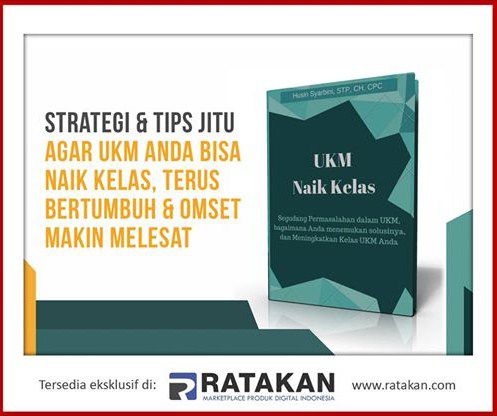 STRATEGI & TIPS JITU
AGAR UKM ANDA BISA
NAIK KELAS, TERUS
BERTUMBUH & OMSET
MAKIN MELESAT
Husin Syarbini, STP, CH, CPC
UKM
Naik Kelas
Segudang Permasalahan dalam UKM,
bagaimana Anda menemukan solusinya,
dan Meningkatkan Kelas UKM Anda
Tersedia eksklusif di:
RATAKAN
MARKETPLACE PRODUK DIGITAL INDONESIA
www.ratakan.com